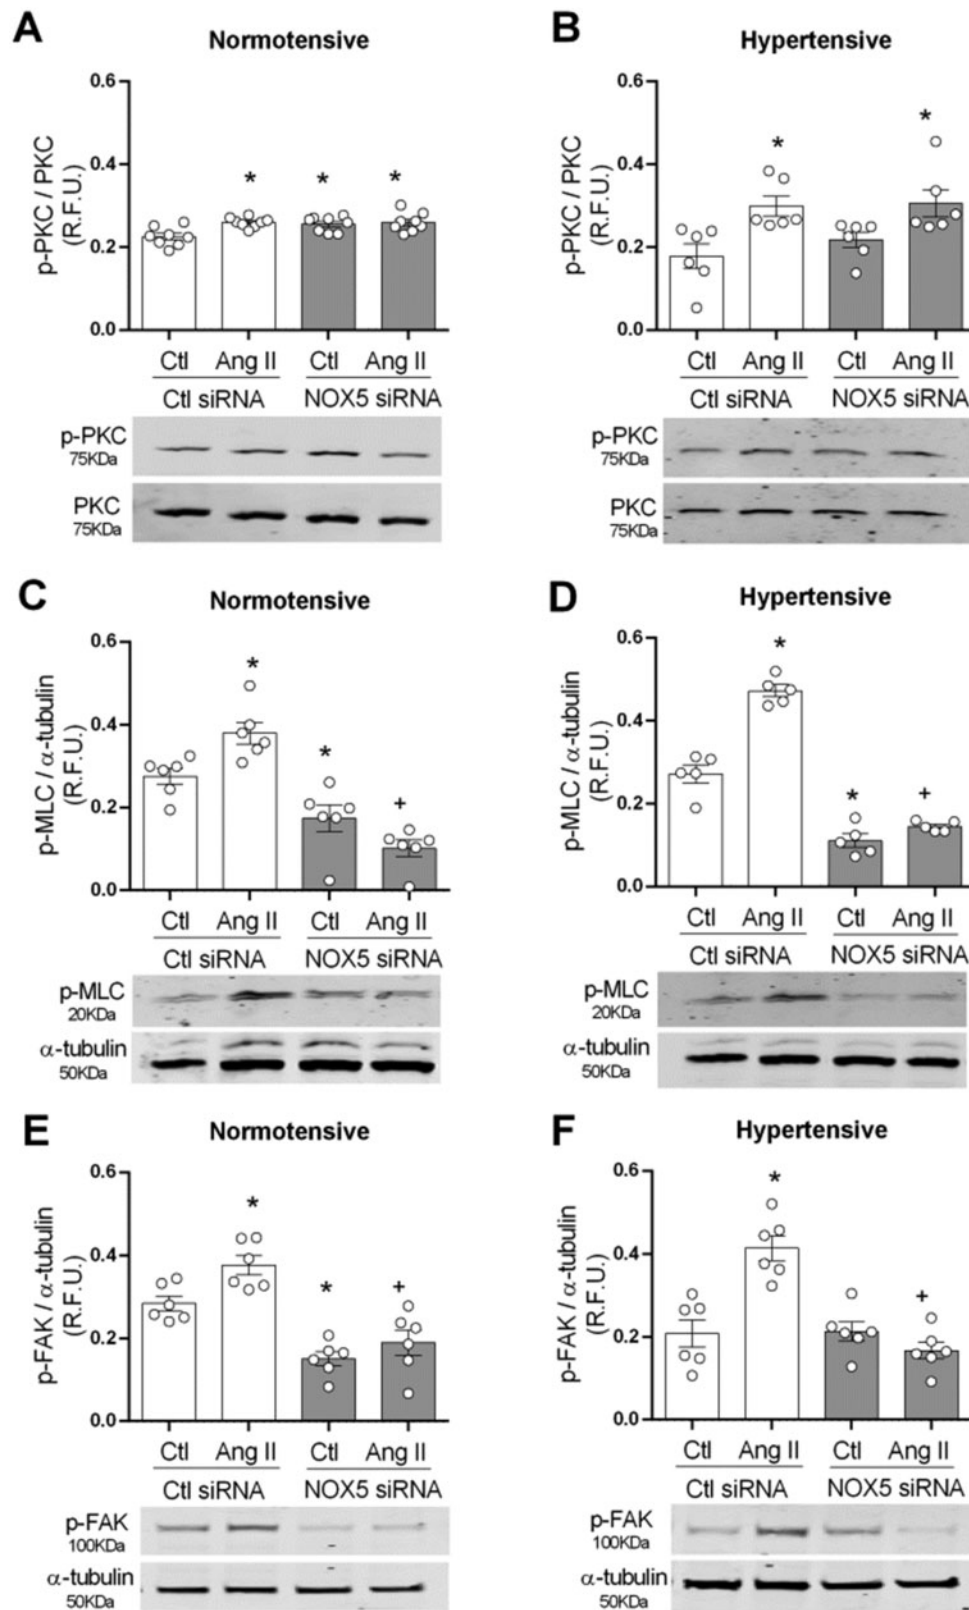 A
Normotensive
p-PKC / PKC
(R.F.U.)
0.6
0.4
0.2
0.0
*
*
*
Ctl Ang II Ctl Ang II
Ctl siRNA NOX5 siRNA
p-PKC
75KDa
PKC
75KDa
B
Hypertensive
p-PKC / PKC
(R.F.U.)
0.6
0.4
0.2
0.0
*
*
Ctl Ang II Ctl Ang II
Ctl siRNA NOX5 siRNA
p-PKC
75KDa
PKC
75KDa
C
Normotensive
p-MLC / α-tubulin
(R.F.U.)
0.6
0.4
0.2
0.0
*
*
+
Ctl Ang II Ctl Ang II
Ctl siRNA NOX5 siRNA
p-MLC
20KDa
α-tubulin
50KDa
D
Hypertensive
p-MLC / α-tubulin
(R.F.U.)
0.6
0.4
0.2
0.0
*
*
+
Ctl Ang II Ctl Ang II
Ctl siRNA NOX5 siRNA
p-MLC
20KDa
α-tubulin
50KDa
E
Normotensive
p-FAK / α-tubulin
(R.F.U.)
0.6
0.4
0.2
0.0
*
*
+
Ctl Ang II Ctl Ang II
Ctl siRNA NOX5 siRNA
p-FAK
100KDa
α-tubulin
50KDa
F
Hypertensive
p-FAK / α-tubulin
(R.F.U.)
0.6
0.4
0.2
0.0
*
+
Ctl Ang II Ctl Ang II
Ctl siRNA NOX5 siRNA
p-FAK
100KDa
α-tubulin
50KDa